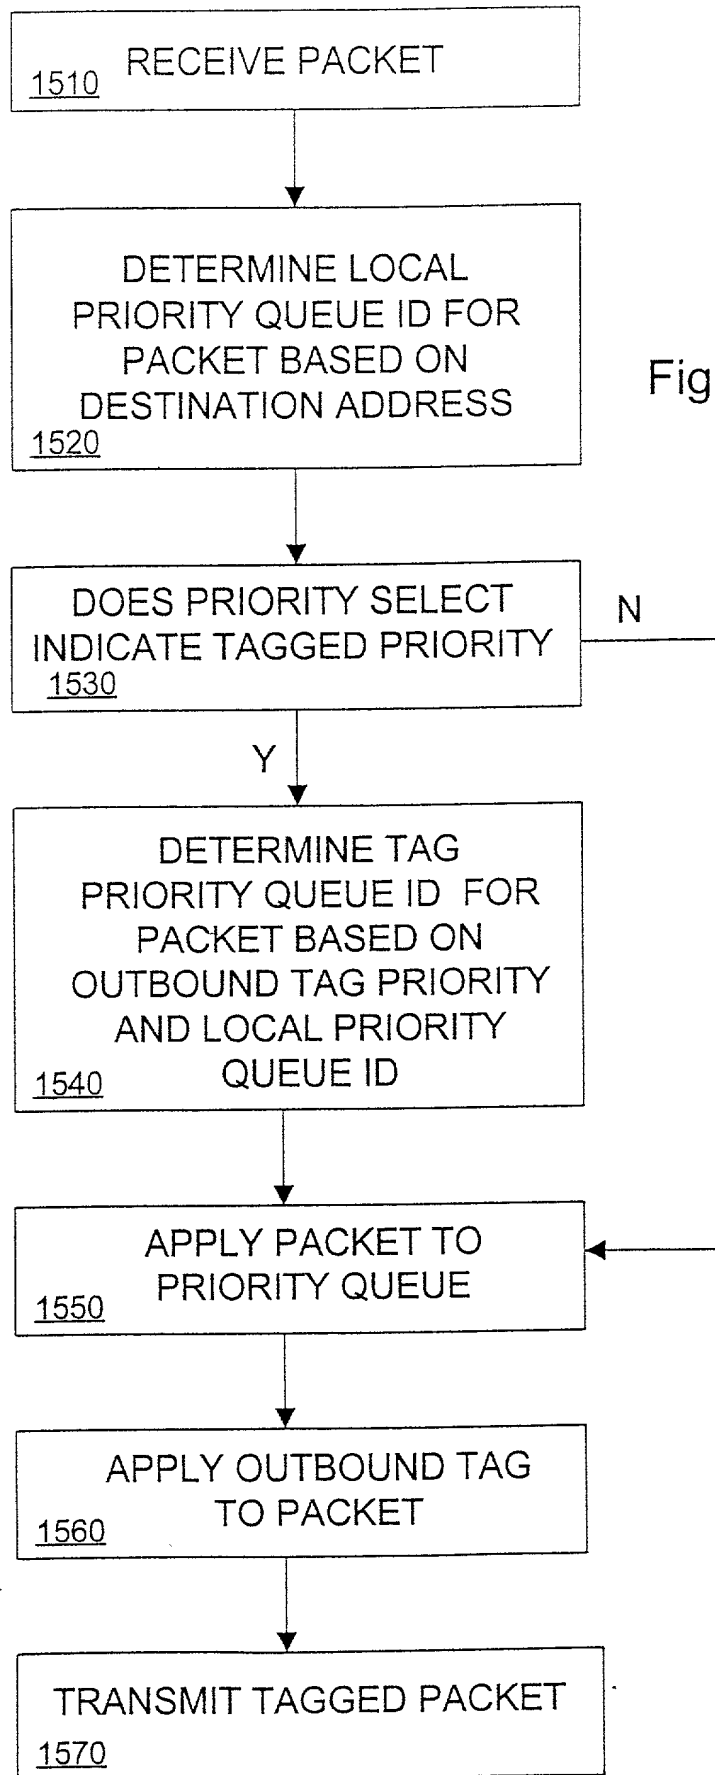 RECEIVE PACKET
1510
DETERMINE LOCAL
PRIORITY QUEUE ID FOR
PACKET BASED ON
DESTINATION ADDRESS
1520
Fig
DOES PRIORITY SELECT
INDICATE TAGGED PRIORITY
1530
N
Y
DETERMINE TAG
PRIORITY QUEUE ID FOR
PACKET BASED ON
OUTBOUND TAG PRIORITY
AND LOCAL PRIORITY
QUEUE ID
1540
APPLY PACKET TO
PRIORITY QUEUE
1550
APPLY OUTBOUND TAG
TO PACKET
1560
TRANSMIT TAGGED PACKET
1570